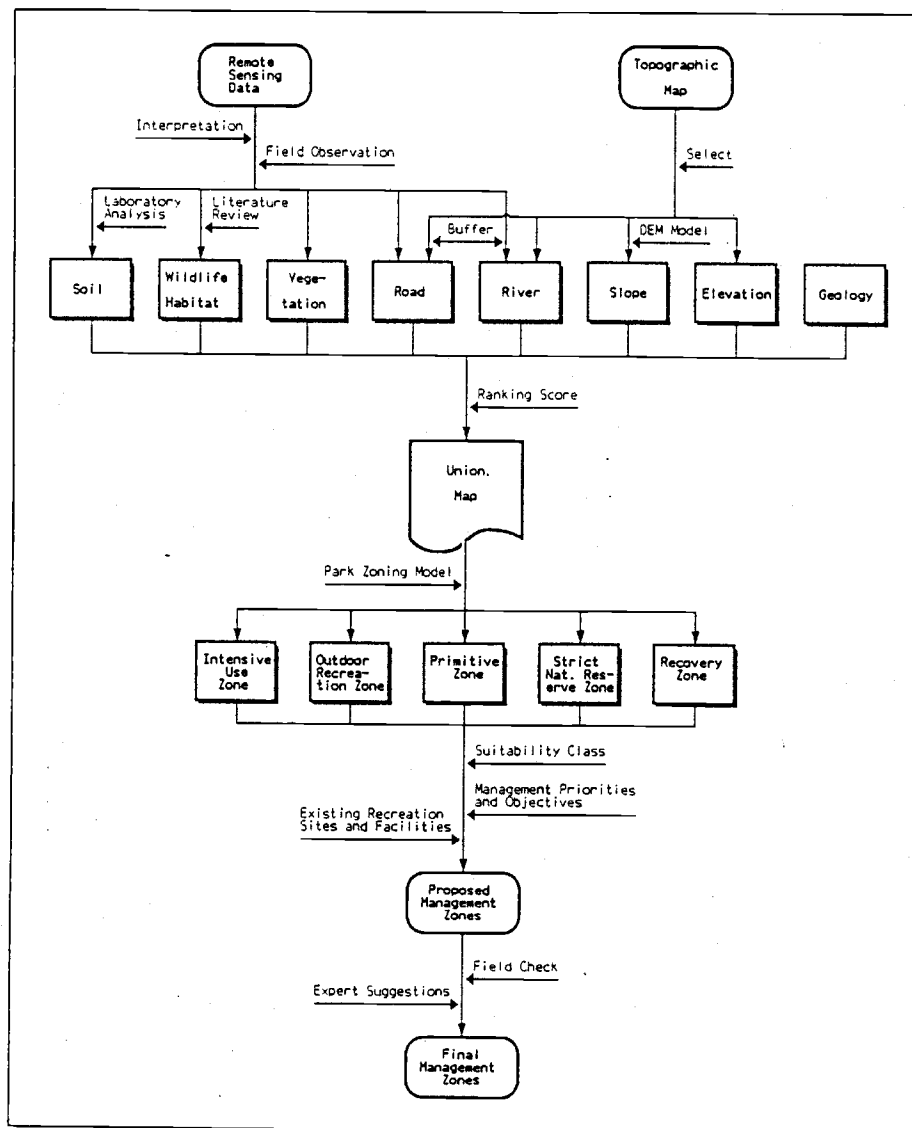 Remote
Sensing
Data
Topographic
Map
Interpretation
Field Observation
Select
Laboratory
Analysis
Literature
Review
Buffer
DEM Model
Soil
Wildlife
Habitat
Vege-
tation
Road
River
Slope
Elevation
Geology
Ranking Score
Union.
Map
Park Zoning Model
Intensive
Use
Zone
Outdoor
Recrea-
tion Zone
Primitive
Zone
Strict
Nat. Res-
erve Zone
Recovery
Zone
Suitability Class
Management Priorities
and Objectives
Existing Recreation
Sites and Facilities
Proposed
Management
Zones
Field Check
Expert Suggestions
Final
Management
Zones